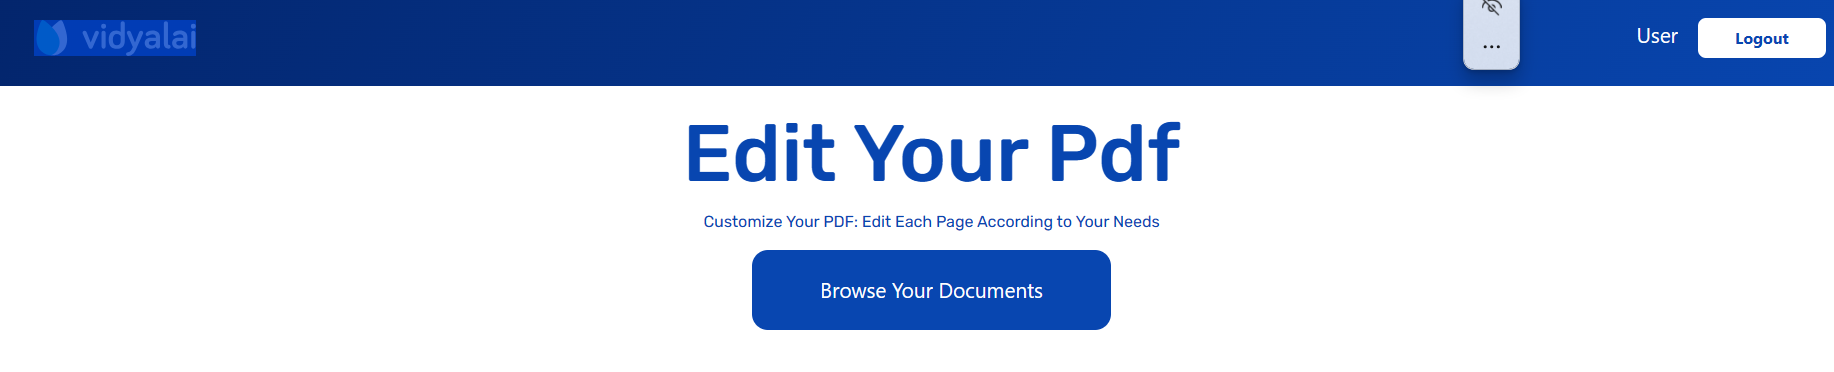 vidyalai
User
Logout
Edit Your Pdf
Customize Your PDF: Edit Each Page According to Your Needs
Browse Your Documents